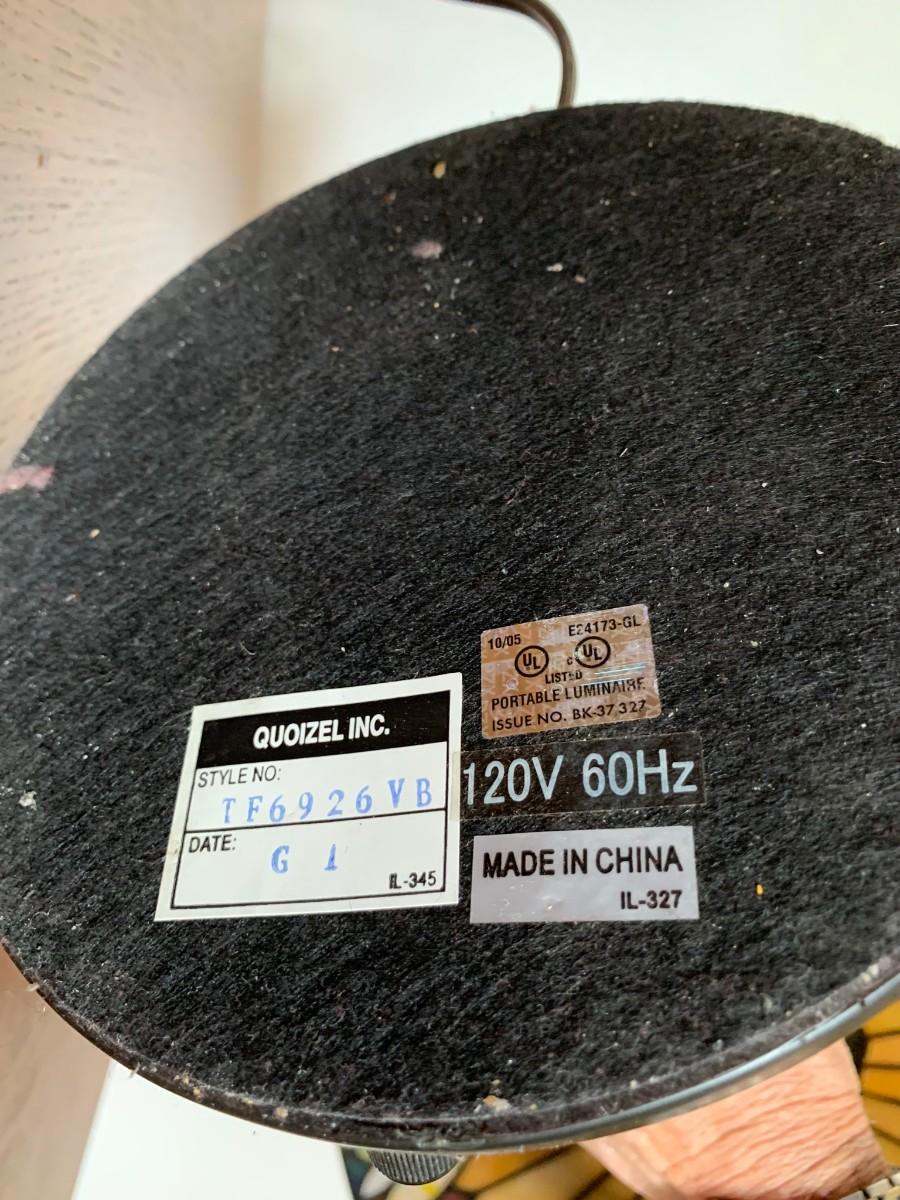 10/05 E24173-GL
UL c UL
LISTED
PORTABLE LUMINAIRE
ISSUE NO. BK-37,327
QUOIZEL INC.
STYLE NO:
TF6926VB
DATE:
G 1
IL-345
120V 60Hz
MADE IN CHINA
IL-327